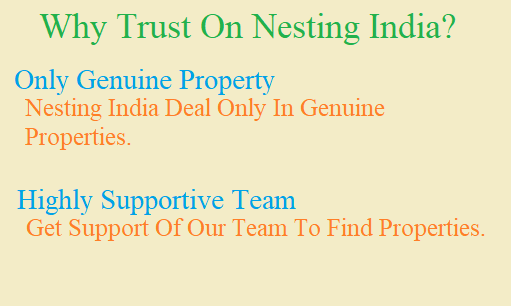 Why Trust On Nesting India?
Only Genuine Property
Nesting India Deal Only In Genuine
Properties.
Highly Supportive Team
Get Support Of Our Team To Find Properties.